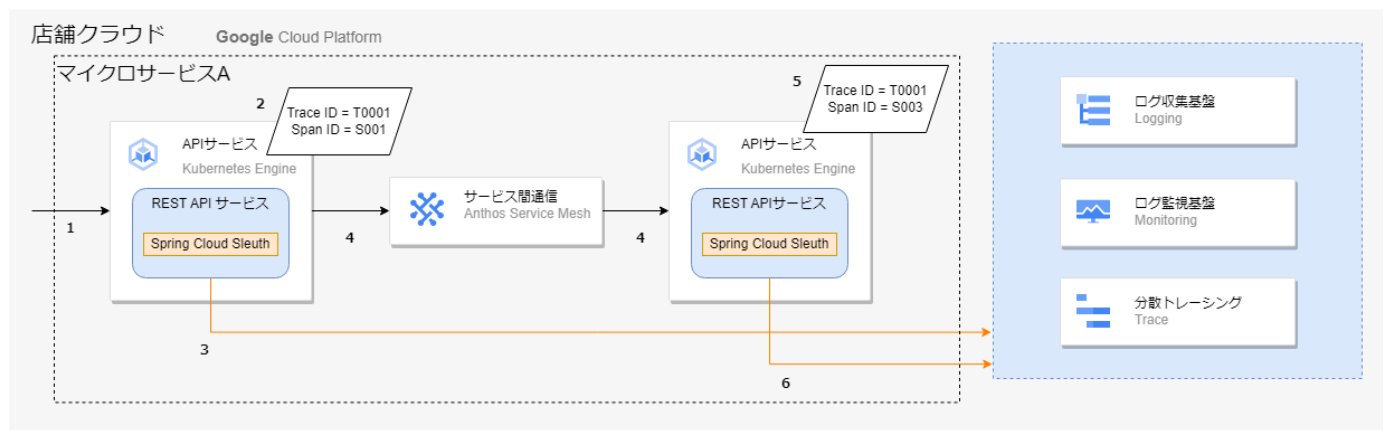 店舗クラウド
Google Cloud Platform
マイクロサービスA
1
2
Trace ID = T0001
Span ID = S001
APIサービス
Kubernetes Engine
REST API サービス
Spring Cloud Sleuth
3
4
サービス間通信
Anthos Service Mesh
4
5
Trace ID = T0001
Span ID = S003
APIサービス
Kubernetes Engine
REST APIサービス
Spring Cloud Sleuth
6
ログ収集基盤
Logging
ログ監視基盤
Monitoring
分散トレーシング
Trace